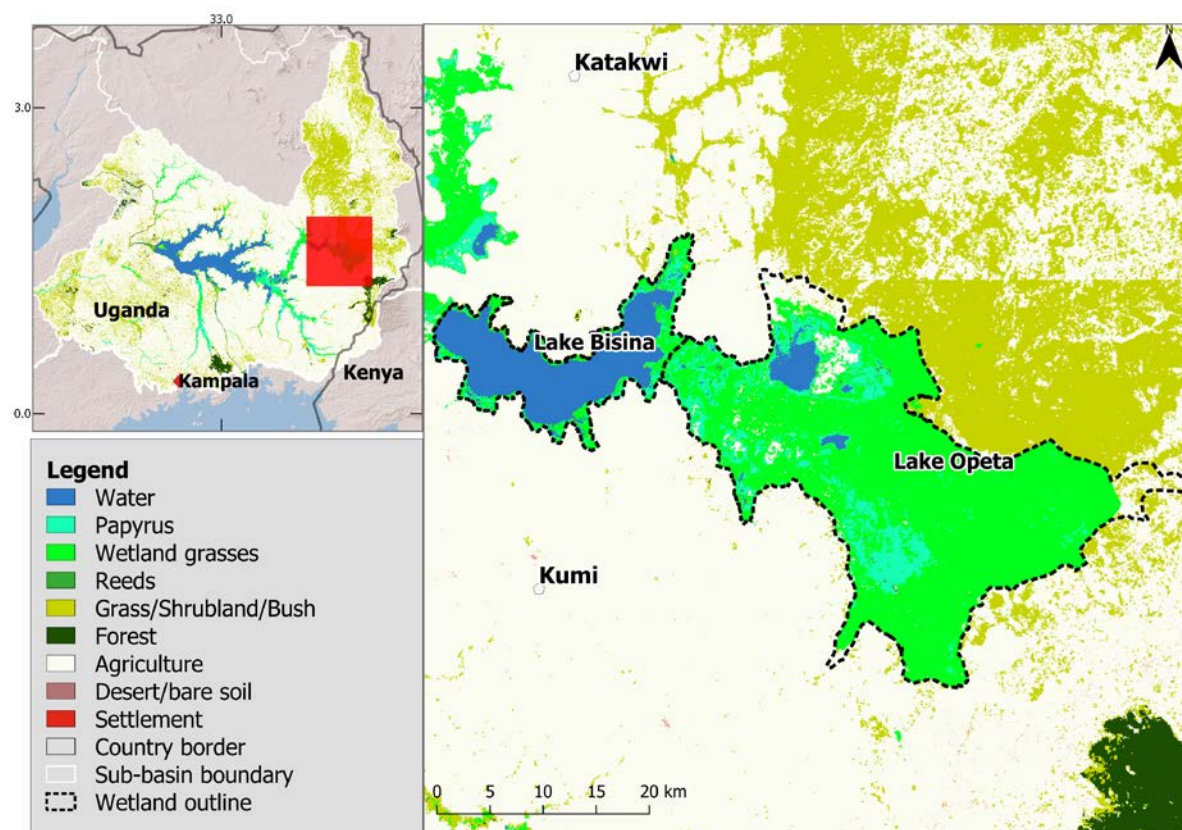 33.0
3.0
0.0
Uganda
Kampala
Kenya
Legend
Water
Papyrus
Wetland grasses
Reeds
Grass/Shrubland/Bush
Forest
Agriculture
Desert/bare soil
Settlement
Country border
Sub-basin boundary
Wetland outline
N
Katakwi
Lake Bisina
Lake Opeta
Kumi
0 5 10 20 km